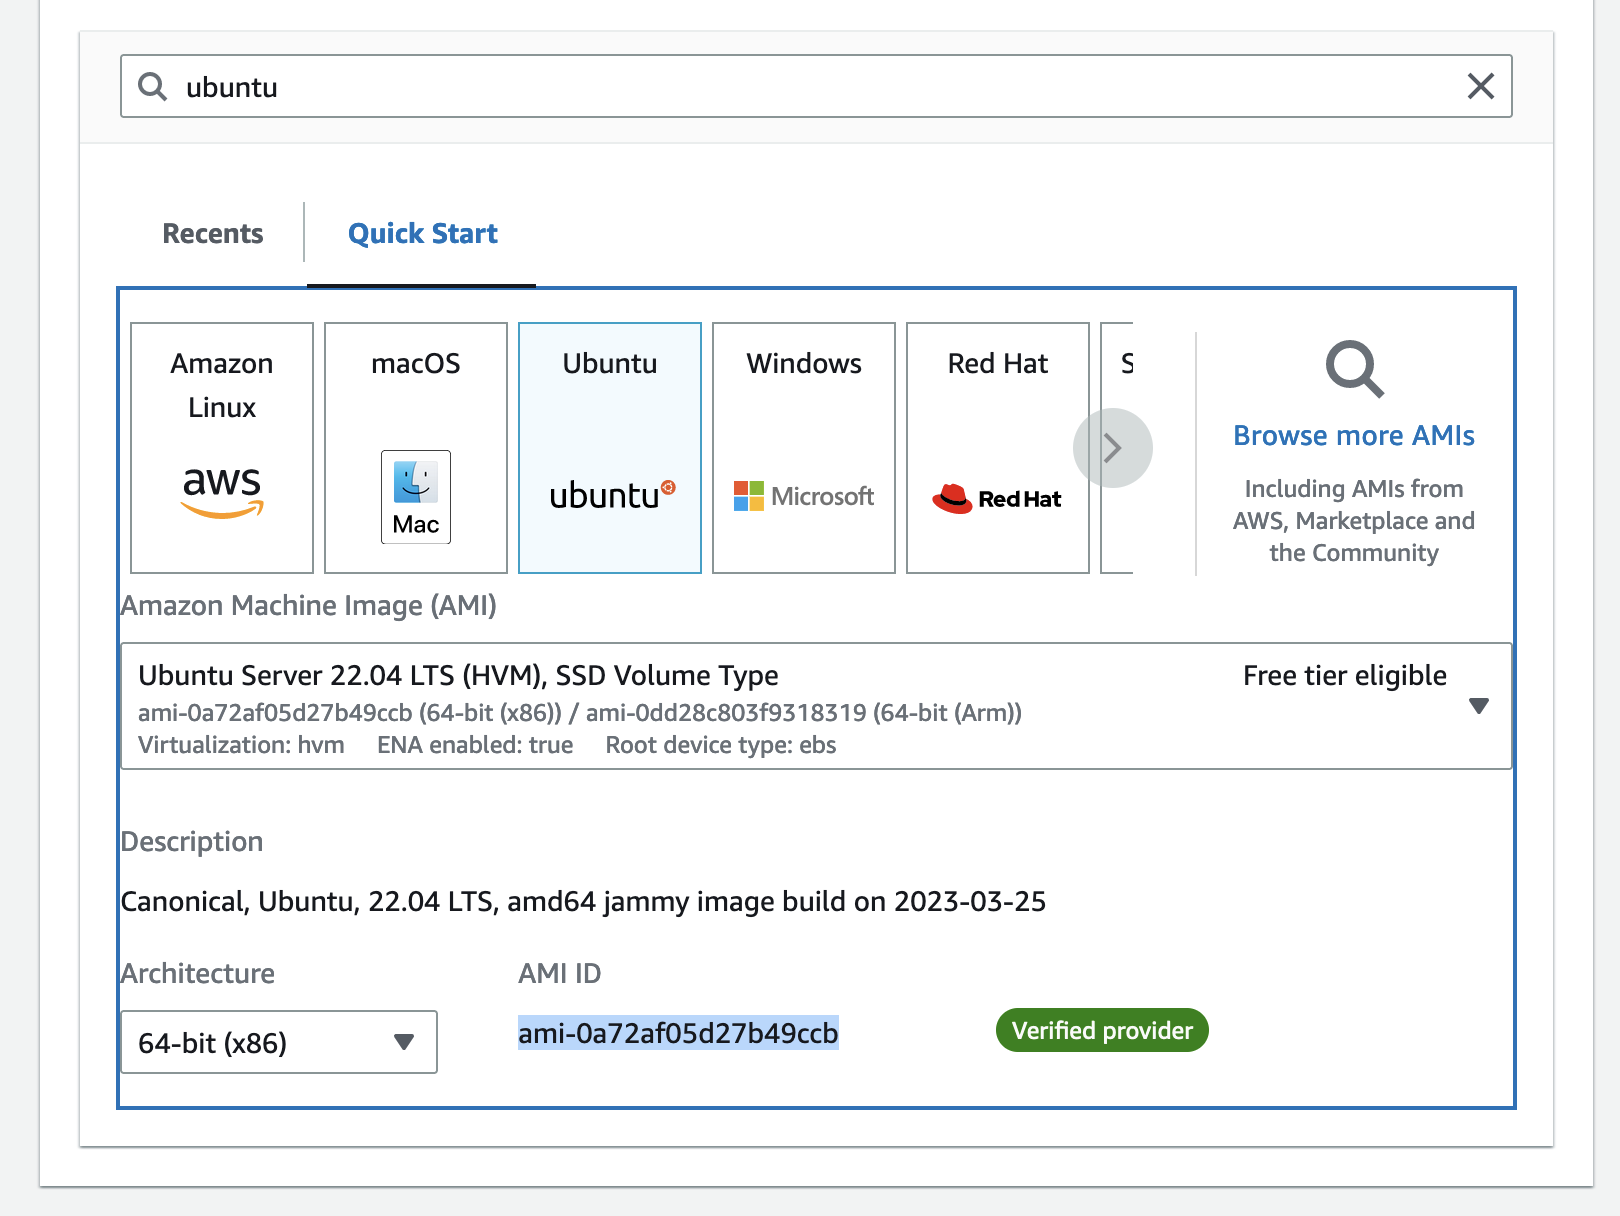 ubuntu
Recents
Quick Start
Amazon
Linux
aws
macOS
Mac
Ubuntu
ubuntu
Windows
Microsoft
Red Hat
Red Hat
S
Browse more AMIs
Including AMIs from
AWS, Marketplace and
the Community
Amazon Machine Image (AMI)
Ubuntu Server 22.04 LTS (HVM), SSD Volume Type
Free tier eligible
ami-0a72af05d27b49ccb (64-bit (x86)) / ami-0dd28c803f9318319 (64-bit (Arm))
Virtualization: hvm ENA enabled: true Root device type: ebs
Description
Canonical, Ubuntu, 22.04 LTS, amd64 jammy image build on 2023-03-25
Architecture
AMI ID
64-bit (x86)
ami-0a72af05d27b49ccb
Verified provider